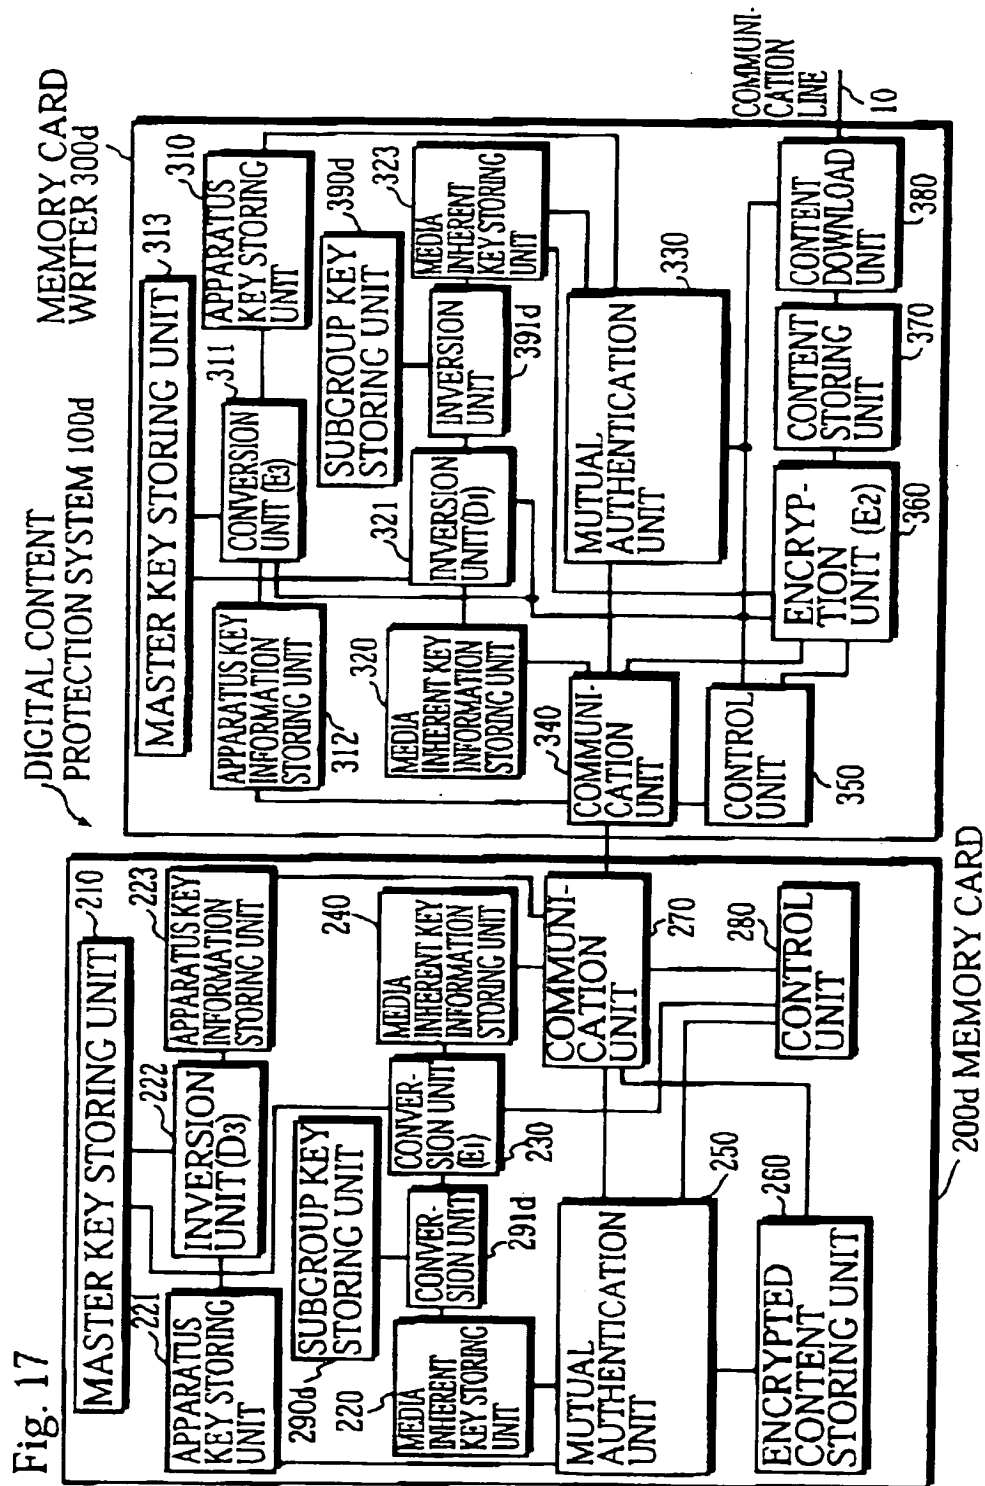 Fig. 17
DIGITAL CONTENT
PROTECTION SYSTEM 100d
MASTER KEY STORING UNIT
210
APPARATUS
KEY STORING
UNIT
221
INVERSION
UNIT(D3)
222
APPARATUS KEY
INFORMATION
STORING UNIT
223
SUBGROUP KEY
STORING UNIT
290d
MEDIA
INHERENT
KEY STORING
UNIT
220
CONVER-
SION UNIT
291d
CONVER-
SION UNIT
(E1)
230
MEDIA
INHERENT KEY
INFORMATION
STORING UNIT
240
MUTUAL
AUTHENTICATION
UNIT
250
COMMUNI-
CATION
UNIT
270
ENCRYPTED
CONTENT
STORING UNIT
260
CONTROL
UNIT
280
200d MEMORY CARD
MEMORY CARD
WRITER 300d
MASTER KEY STORING UNIT
313
APPARATUS KEY
INFORMATION
STORING UNIT
312
CONVERSION
UNIT (E3)
311
APPARATUS
KEY STORING
UNIT
310
SUBGROUP KEY
STORING UNIT
390d
MEDIA
INHERENT KEY
INFORMATION
STORING UNIT
320
INVERSION
UNIT(D1)
321
INVERSION
UNIT
391d
MEDIA
INHERENT
KEY STORING
UNIT
323
COMMUNI-
CATION
UNIT
340
MUTUAL
AUTHENTICATION
UNIT
330
CONTROL
UNIT
350
ENCRYP-
TION
UNIT (E2)
360
CONTENT
STORING
UNIT
370
CONTENT
DOWNLOAD
UNIT
380
COMMUNI-
CATION
LINE
10